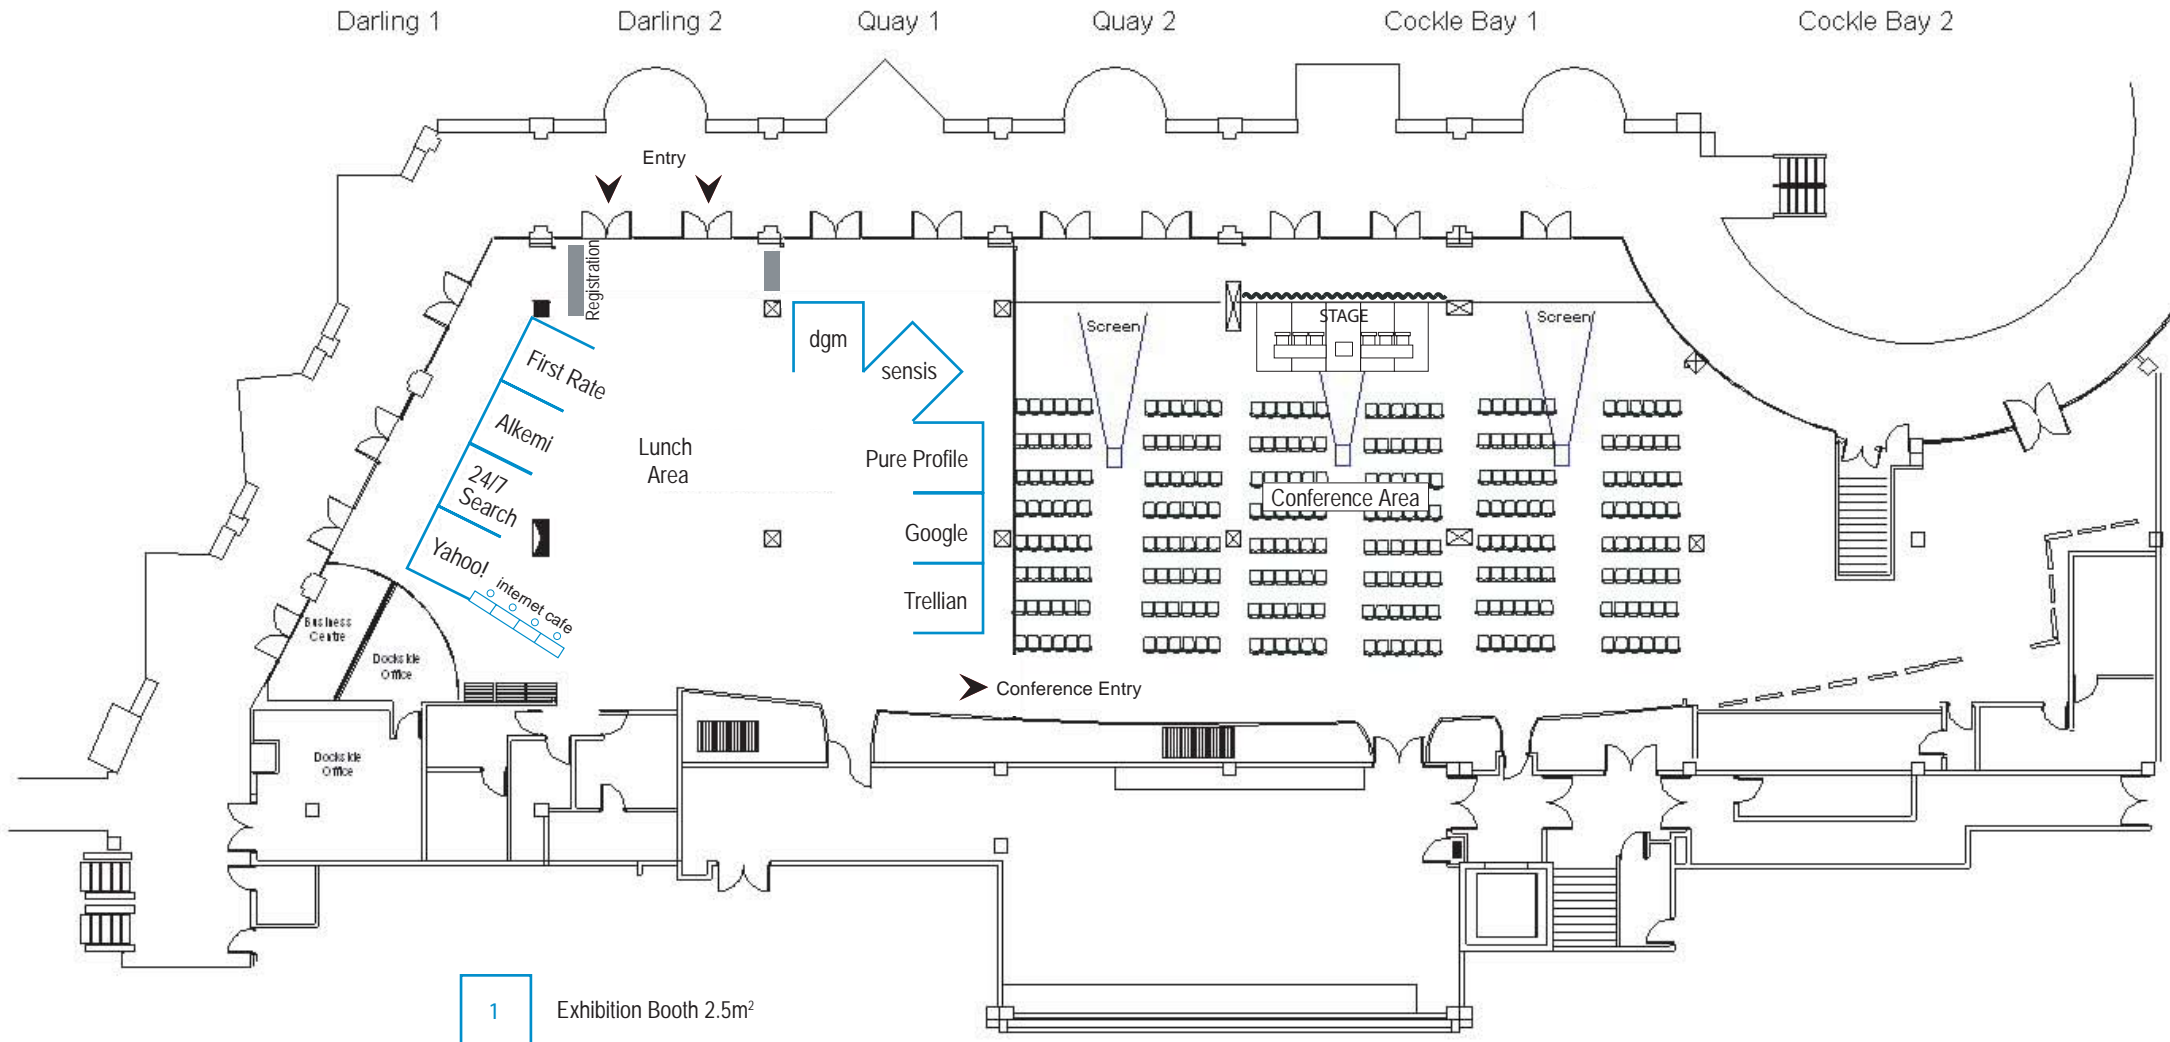 Darling 1
Darling 2
Quay 1
Quay 2
Cockle Bay 1
Cockle Bay 2
Entry
Registration
STAGE
Screen
Screen
dgm
sensis
First Rate
Alkemi
24/7
Search
Yahoo!
internet cafe
Lunch
Area
Pure Profile
Google
Trellian
Conference Area
Business
Centre
Dockside
Office
Conference Entry
Dockside
Office
1
Exhibition Booth 2.5m²